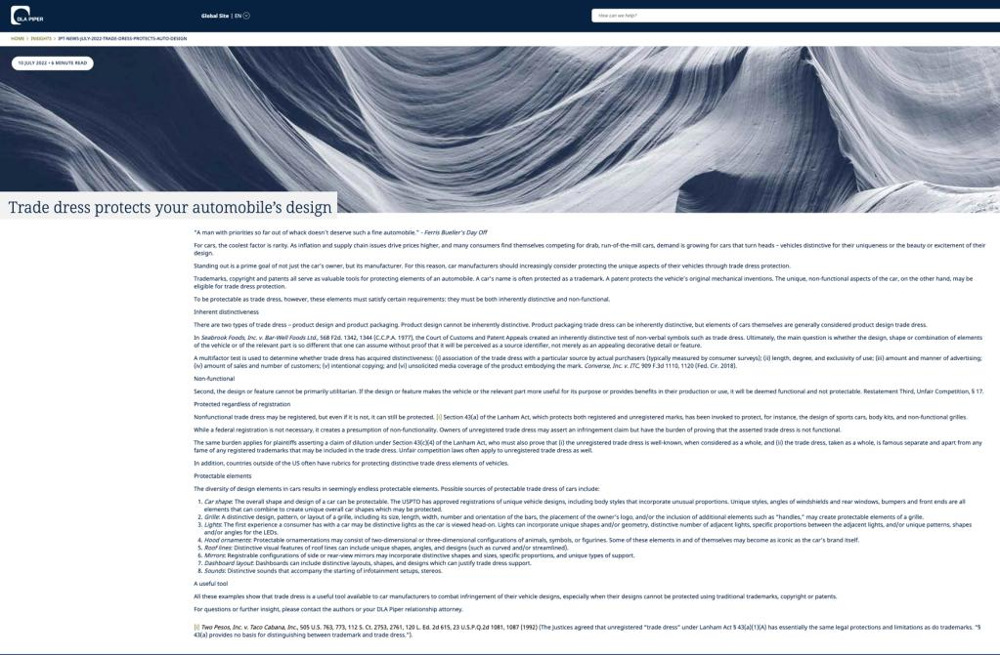 DLA PIPER
Global Site | EN
How can we help?
HOME > INSIGHTS > IPT-NEWS-JULY-2022-TRADE-DRESS-PROTECTS-AUTO-DESIGN
10 JULY 2022 • 6 MINUTE READ
Trade dress protects your automobile's design
"A man with priorities so far out of whack doesn't deserve such a fine automobile." – Ferris Bueller's Day Off
For cars, the coolest factor is rarity. As inflation and supply chain issues drive prices higher, and many consumers find themselves competing for drab, run-of-the-mill cars, demand is growing for cars that turn heads – vehicles distinctive for their uniqueness or the beauty or excitement of their
design.
Standing out is a prime goal of not just the car's owner, but its manufacturer. For this reason, car manufacturers should increasingly consider protecting the unique aspects of their vehicles through trade dress protection.
Trademarks, copyright and patents all serve as valuable tools for protecting elements of an automobile. A car's name is often protected as a trademark. A patent protects the vehicle's original mechanical inventions. The unique, non-functional aspects of the car, on the other hand, may be
eligible for trade dress protection.
To be protectable as trade dress, however, these elements must satisfy certain requirements: they must be both inherently distinctive and non-functional.
Inherent distinctiveness
There are two types of trade dress – product design and product packaging. Product design cannot be inherently distinctive. Product packaging trade dress can be inherently distinctive, but elements of cars themselves are generally considered product design trade dress.
In Seabrook Foods, Inc. v. Bar-Well Foods Ltd., 568 F2d. 1342, 1344 (C.C.P.A. 1977), the Court of Customs and Patent Appeals created an inherently distinctive test of non-verbal symbols such as trade dress. Ultimately, the main question is whether the design, shape or combination of elements
of the vehicle or of the relevant part is so different that one can assume without proof that it will be perceived as a source identifier, not merely as an appealing decorative detail or feature.
A multifactor test is used to determine whether trade dress has acquired distinctiveness: (i) association of the trade dress with a particular source by actual purchasers (typically measured by consumer surveys); (ii) length, degree, and exclusivity of use; (iii) amount and manner of advertising;
(iv) amount of sales and number of customers; (v) intentional copying; and (vi) unsolicited media coverage of the product embodying the mark. Converse, Inc. v. ITC, 909 F.3d 1110, 1120 (Fed. Cir. 2018).
Non-functional
Second, the design or feature cannot be primarily utilitarian. If the design or feature makes the vehicle or the relevant part more useful for its purpose or provides benefits in their production or use, it will be deemed functional and not protectable. Restatement Third, Unfair Competition, § 17.
Protected regardless of registration
Nonfunctional trade dress may be registered, but even if it is not, it can still be protected. [i] Section 43(a) of the Lanham Act, which protects both registered and unregistered marks, has been invoked to protect, for instance, the design of sports cars, body kits, and non-functional grilles.
While a federal registration is not necessary, it creates a presumption of non-functionality. Owners of unregistered trade dress may assert an infringement claim but have the burden of proving that the asserted trade dress is not functional.
The same burden applies for plaintiffs asserting a claim of dilution under Section 43(c)(4) of the Lanham Act, who must also prove that (i) the unregistered trade dress is well-known, when considered as a whole, and (ii) the trade dress, taken as a whole, is famous separate and apart from any
fame of any registered trademarks that may be included in the trade dress. Unfair competition laws often apply to unregistered trade dress as well.
In addition, countries outside of the US often have rubrics for protecting distinctive trade dress elements of vehicles.
Protectable elements
The diversity of design elements in cars results in seemingly endless protectable elements. Possible sources of protectable trade dress of cars include:
1. Car shape: The overall shape and design of a car can be protectable. The USPTO has approved registrations of unique vehicle designs, including body styles that incorporate unusual proportions. Unique styles, angles of windshields and rear windows, bumpers and front ends are all
elements that can combine to create unique overall car shapes which may be protected.
2. Grille: A distinctive design, pattern, or layout of a grille, including its size, length, width, number and orientation of the bars, the placement of the owner's logo, and/or the inclusion of additional elements such as "handles," may create protectable elements of a grille.
3. Lights: The first experience a consumer has with a car may be distinctive lights as the car is viewed head-on. Lights can incorporate unique shapes and/or geometry, distinctive number of adjacent lights, specific proportions between the adjacent lights, and/or unique patterns, shapes
and/or angles for the LEDs.
4. Hood ornaments: Protectable ornamentations may consist of two-dimensional or three-dimensional configurations of animals, symbols, or figurines. Some of these elements in and of themselves may become as iconic as the car's brand itself.
5. Roof lines: Distinctive visual features of roof lines can include unique shapes, angles, and designs (such as curved and/or streamlined).
6. Mirrors: Registrable configurations of side or rear-view mirrors may incorporate distinctive shapes and sizes, specific proportions, and unique types of support.
7. Dashboard layout: Dashboards can include distinctive layouts, shapes, and designs which can justify trade dress support.
8. Sounds: Distinctive sounds that accompany the starting of infotainment setups, stereos.
A useful tool
All these examples show that trade dress is a useful tool available to car manufacturers to combat infringement of their vehicle designs, especially when their designs cannot be protected using traditional trademarks, copyright or patents.
For questions or further insight, please contact the authors or your DLA Piper relationship attorney.
[i] Two Pesos, Inc. v. Taco Cabana, Inc., 505 U.S. 763, 773, 112 S. Ct. 2753, 2761, 120 L. Ed. 2d 615, 23 U.S.P.Q.2d 1081, 1087 (1992) (The Justices agreed that unregistered "trade dress" under Lanham Act § 43(a)(1)(A) has essentially the same legal protections and limitations as do trademarks. "§
43(a) provides no basis for distinguishing between trademark and trade dress.").